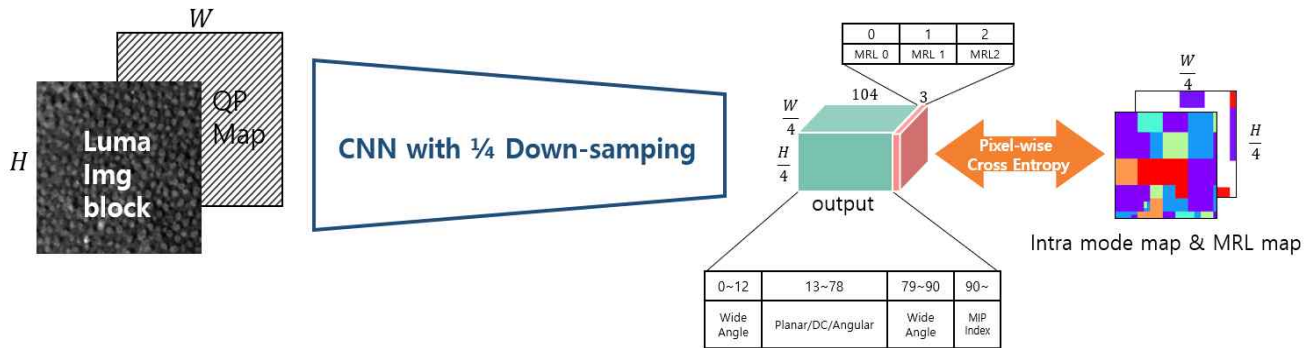 W
QP
Map
H
Luma
Img
block
CNN with ¼ Down-samping
0 1 2
MRL 0 MRL 1 MRL2
104 3
W/4
H/4
output
Pixel-wise
Cross Entropy
W/4
H/4
Intra mode map & MRL map
0~12 13~78 79~90 90~
Wide Angle Planar/DC/Angular Wide Angle MIP Index